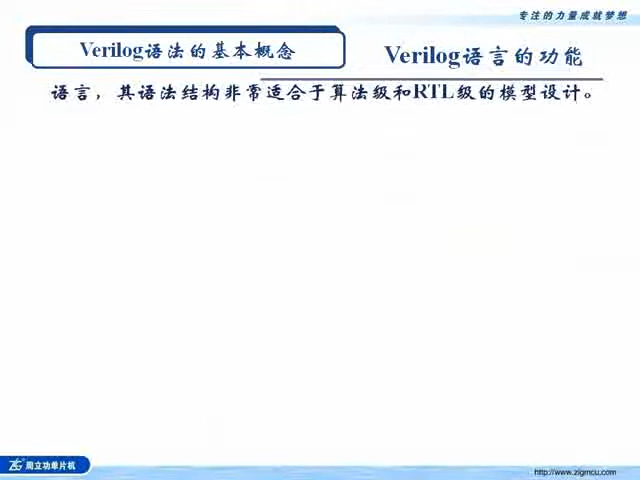 专注的力量成就梦想
Verilog语法的基本概念
Verilog语言的功能
语言，其语法结构非常适合于算法级和RTL级的模型设计。
周立功单片机
http://www.zlgmcu.com